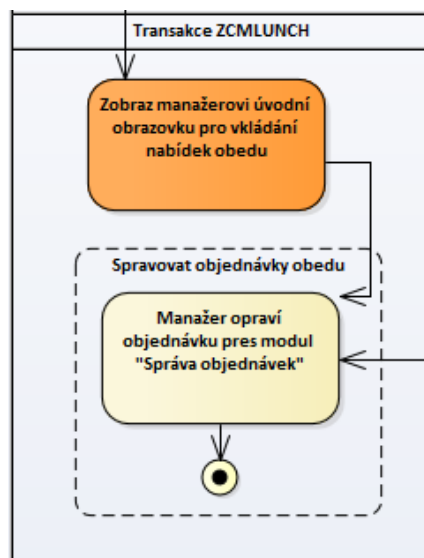 Transakce ZCMLUNCH
Zobraz manažerovi úvodní
obrazovku pro vkládání
nabídek obedu
Spravovat objednávky obedu
Manažer opraví
objednávku pres modul
"Správa objednávek"